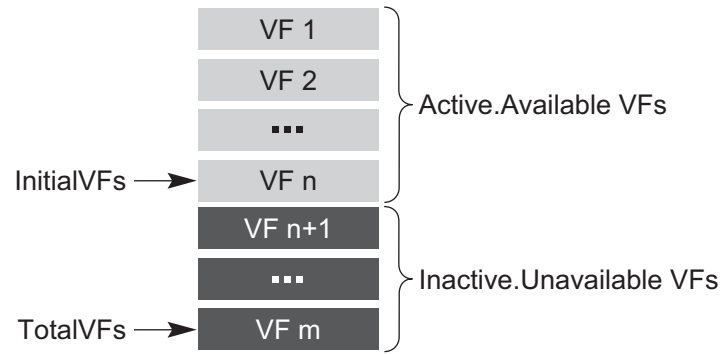 VF 1
VF 2
...
Active.Available VFs
InitialVFs
VF n
VF n+1
...
Inactive.Unavailable VFs
TotalVFs
VF m